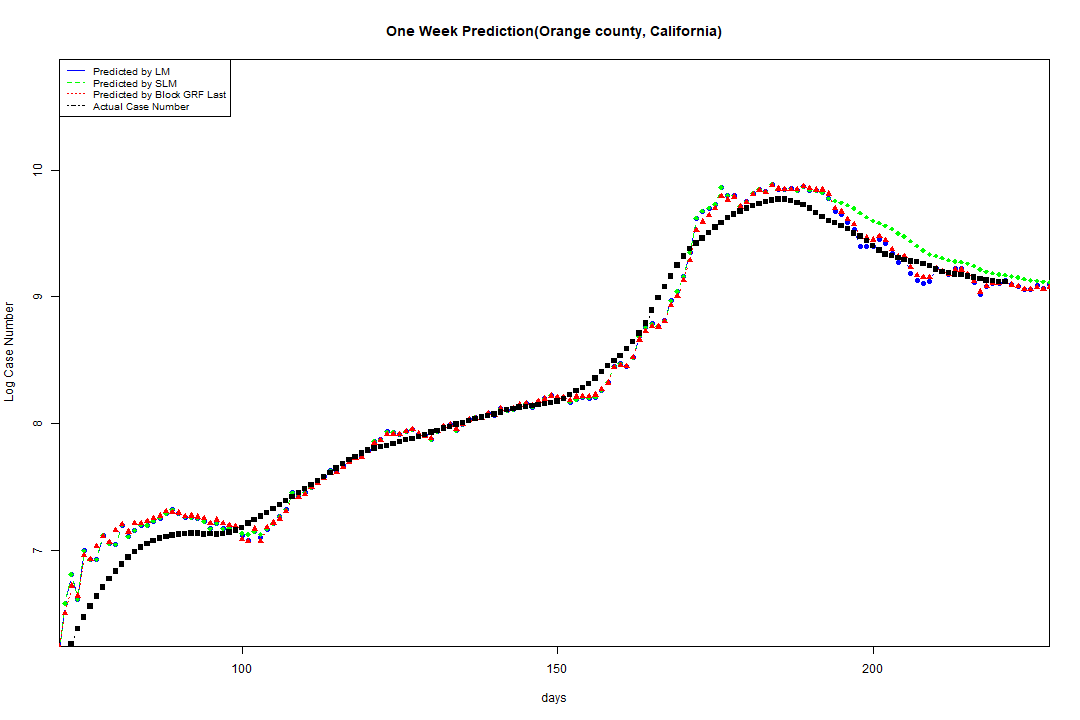 One Week Prediction(Orange county, California)
Predicted by LM
Predicted by SLM
Predicted by Block GRF Last
Actual Case Number
10
9
8
7
Log Case Number
100
150
200
days